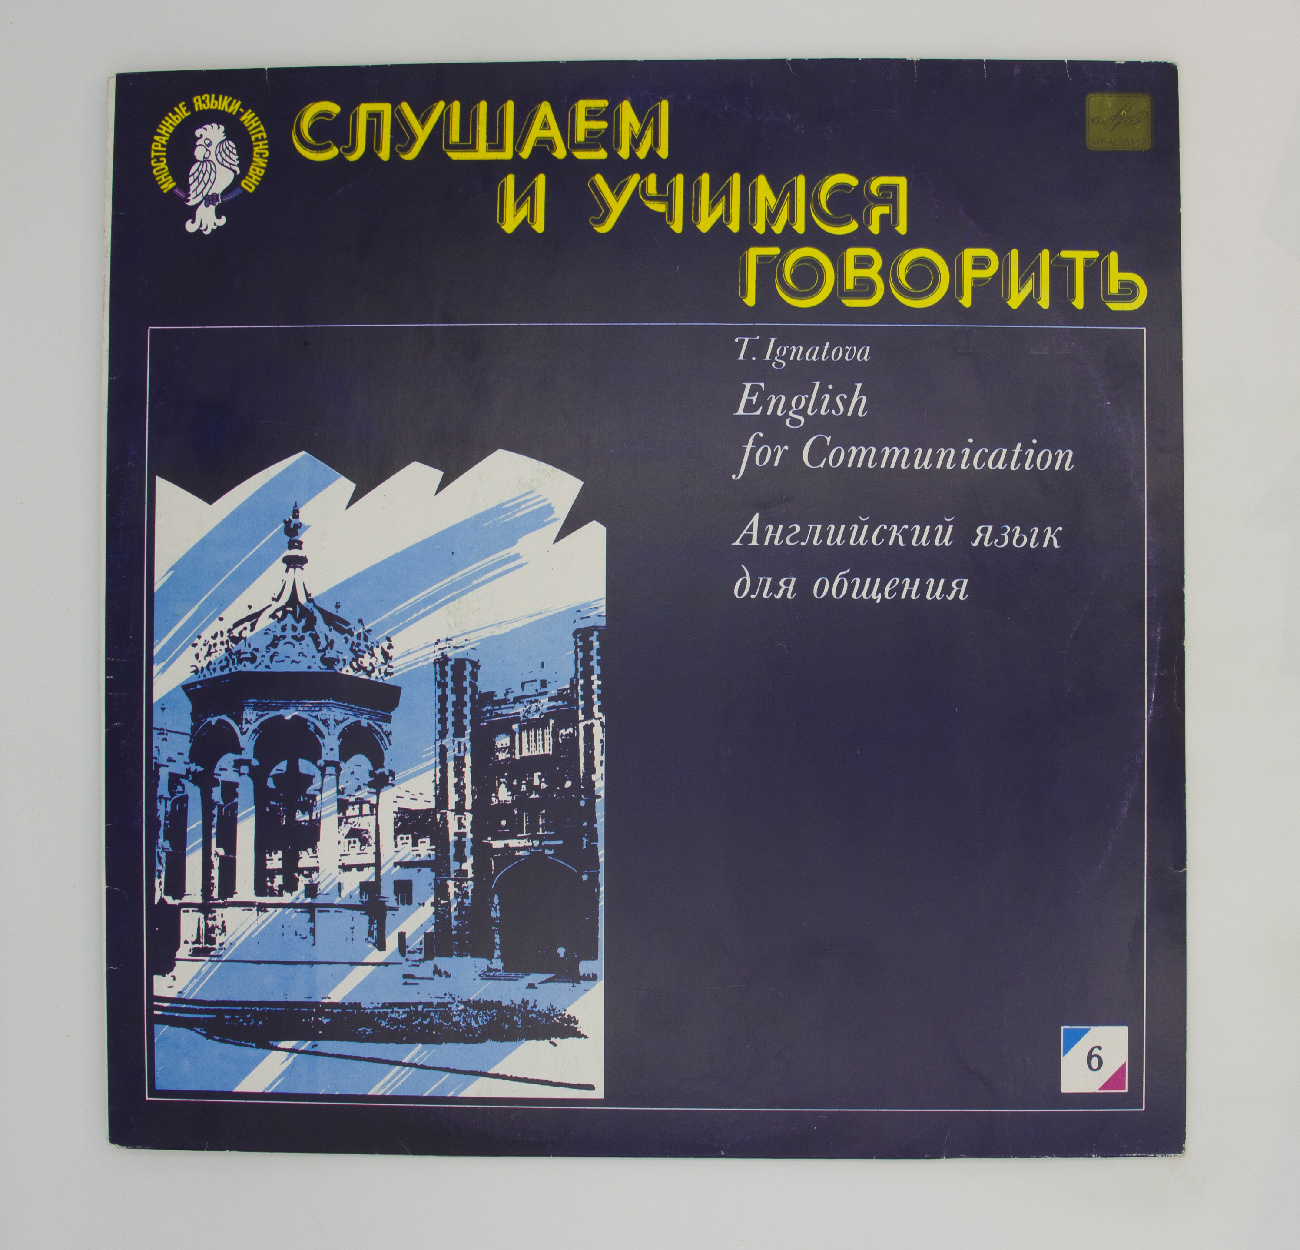 ИНОСТРАННЫЕ ЯЗЫКИ-ИНТЕНСИВНО
СЛУШАЕМ
И УЧИМСЯ
ГОВОРИТЬ
T. Ignatova
English
for Communication
Английский язык
для общения
6